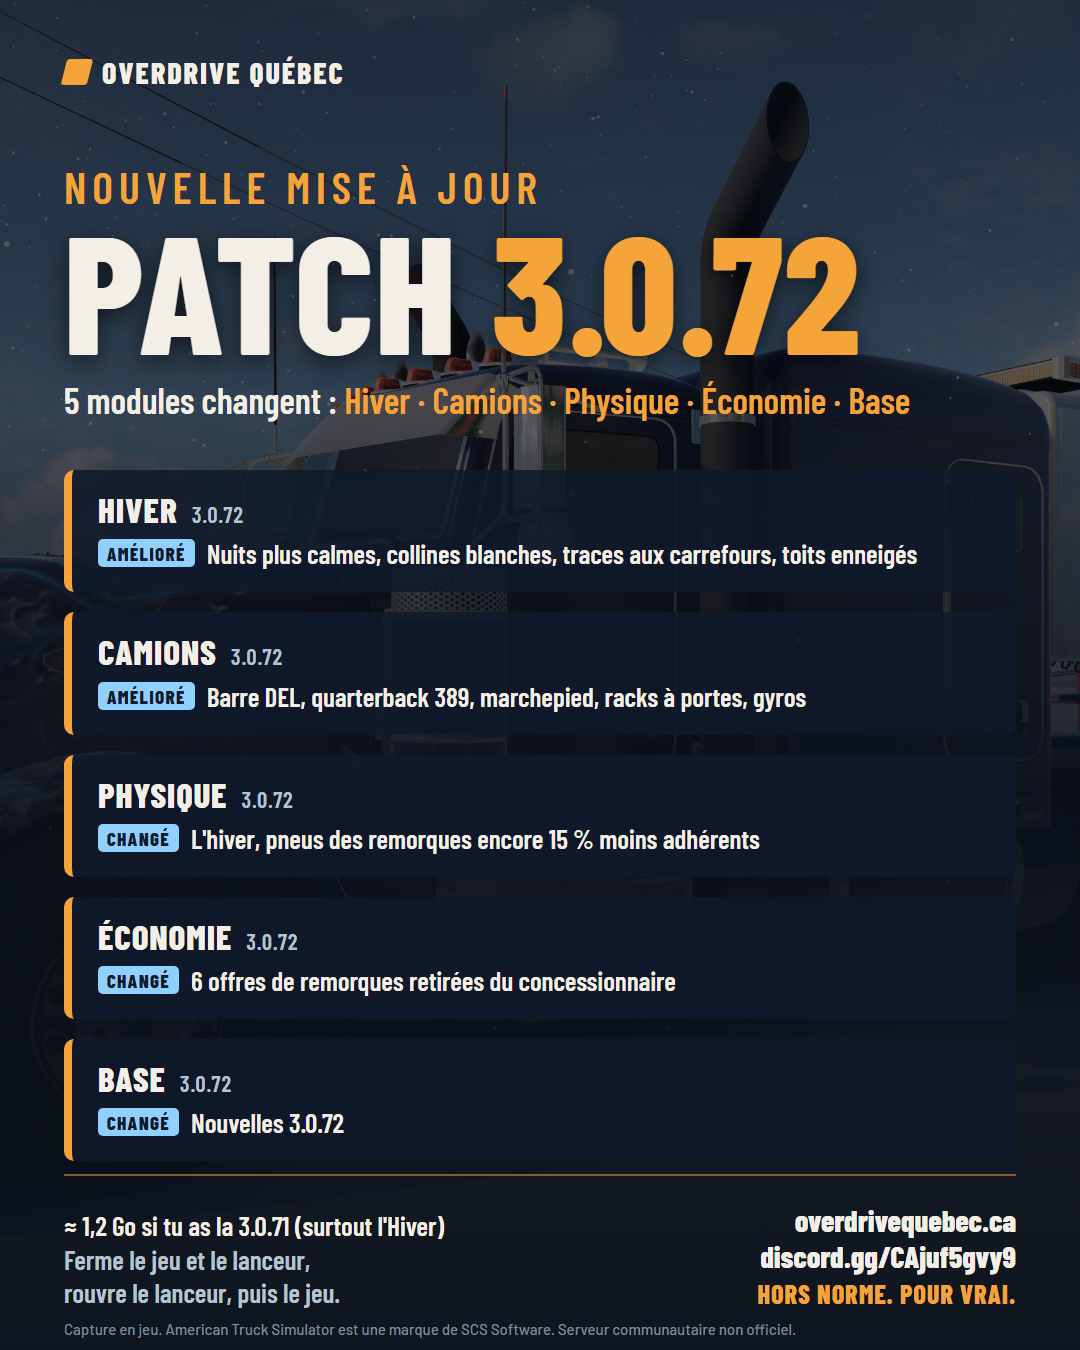 OVERDRIVE QUÉBEC
NOUVELLE MISE À JOUR
PATCH 3.0.72
5 modules changent : Hiver · Camions · Physique · Économie · Base
HIVER 3.0.72
AMÉLIORÉ Nuits plus calmes, collines blanches, traces aux carrefours, toits enneigés
CAMIONS 3.0.72
AMÉLIORÉ Barre DEL, quarterback 389, marchepied, racks à portes, gyros
PHYSIQUE 3.0.72
CHANGÉ L'hiver, pneus des remorques encore 15 % moins adhérents
ÉCONOMIE 3.0.72
CHANGÉ 6 offres de remorques retirées du concessionnaire
BASE 3.0.72
CHANGÉ Nouvelles 3.0.72
≈ 1,2 Go si tu as la 3.0.71 (surtout l'Hiver)
Ferme le jeu et le lanceur,
rouvre le lanceur, puis le jeu.
overdrivequebec.ca
discord.gg/CAjuf5gvy9
HORS NORME. POUR VRAI.
Capture en jeu. American Truck Simulator est une marque de SCS Software. Serveur communautaire non officiel.